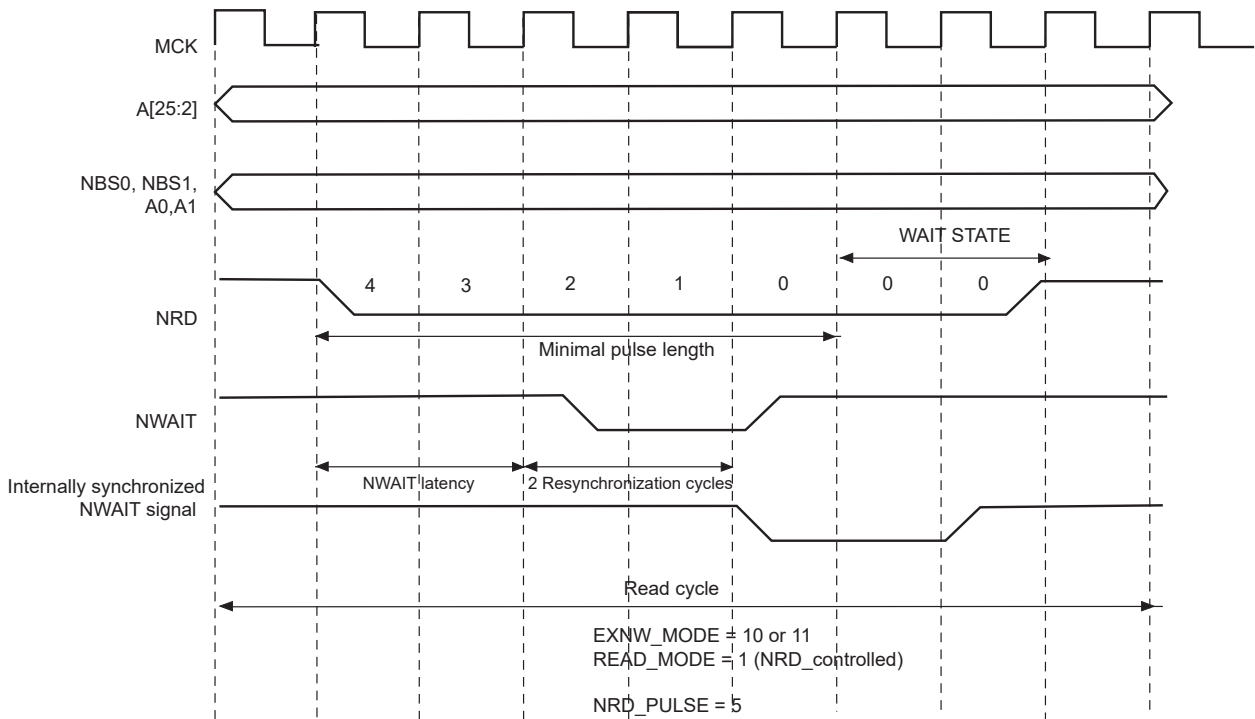 MCK
A[25:2]
NBS0, NBS1,
A0,A1
WAIT STATE
4 3 2 1 0 0 0
NRD
Minimal pulse length
NWAIT
NWAIT latency
2 Resynchronization cycles
Internally synchronized
NWAIT signal
Read cycle
EXNW_MODE = 10 or 11
READ_MODE = 1 (NRD_controlled)
NRD_PULSE = 5